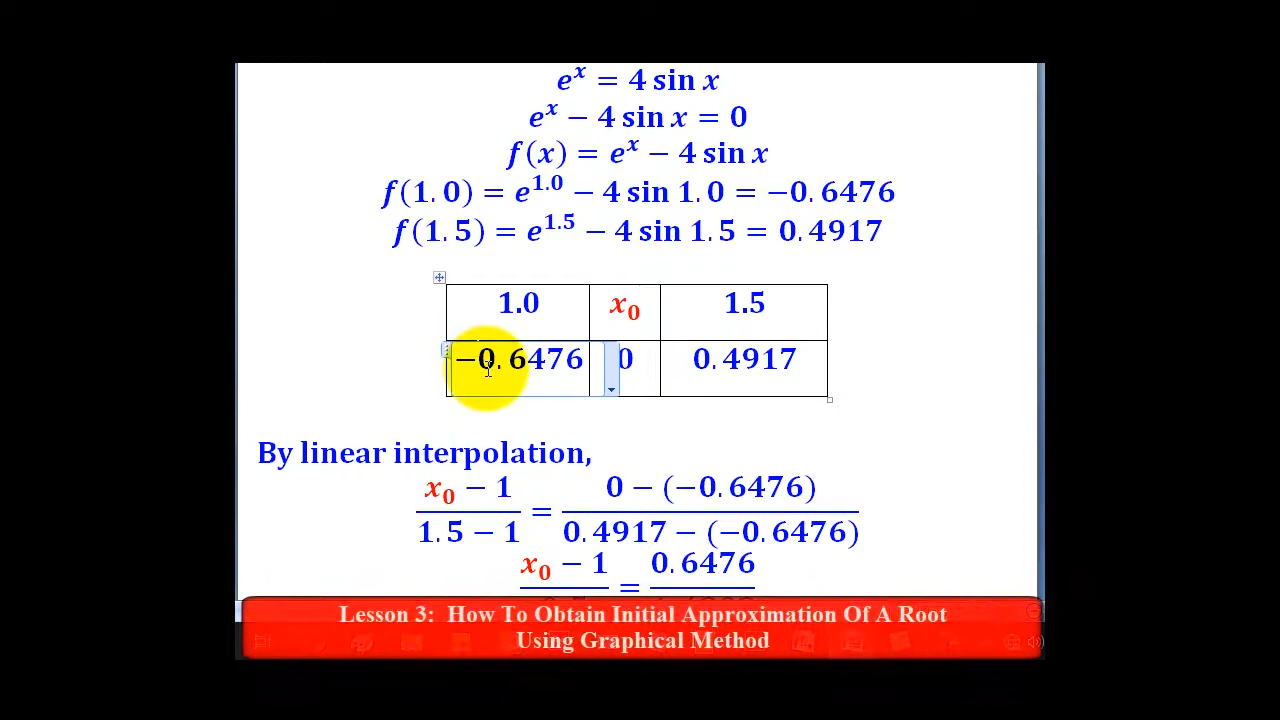 eˣ = 4 sin x
eˣ − 4 sin x = 0
f(x) = eˣ − 4 sin x
f(1.0) = e^1.0 − 4 sin 1.0 = −0.6476
f(1.5) = e^1.5 − 4 sin 1.5 = 0.4917
1.0 x₀ 1.5
−0.6476 0 0.4917
By linear interpolation,
(x₀ − 1)/(1.5 − 1) = (0 − (−0.6476))/(0.4917 − (−0.6476))
x₀ − 1 = 0.6476
Lesson 3: How To Obtain Initial Approximation Of A Root
Using Graphical Method